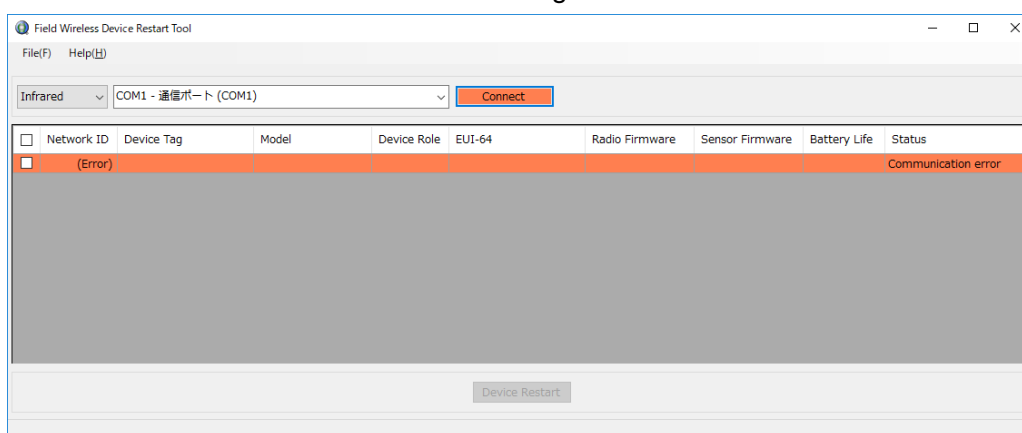 Field Wireless Device Restart Tool
File(F) Help(H)
Infrared COM1 - 通信ポート (COM1) Connect
Network ID Device Tag Model Device Role EUI-64 Radio Firmware Sensor Firmware Battery Life Status
(Error) Communication error
Device Restart